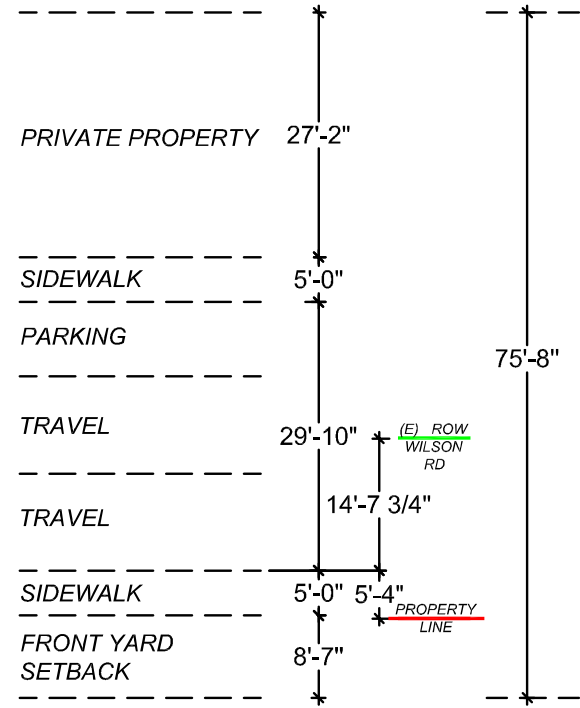 PRIVATE PROPERTY 27'-2"
SIDEWALK 5'-0"
PARKING
75'-8"
TRAVEL 29'-10" (E) ROW
WILSON
RD
14'-7 3/4"
TRAVEL
SIDEWALK 5'-0" 5'-4" PROPERTY
LINE
FRONT YARD
SETBACK 8'-7"